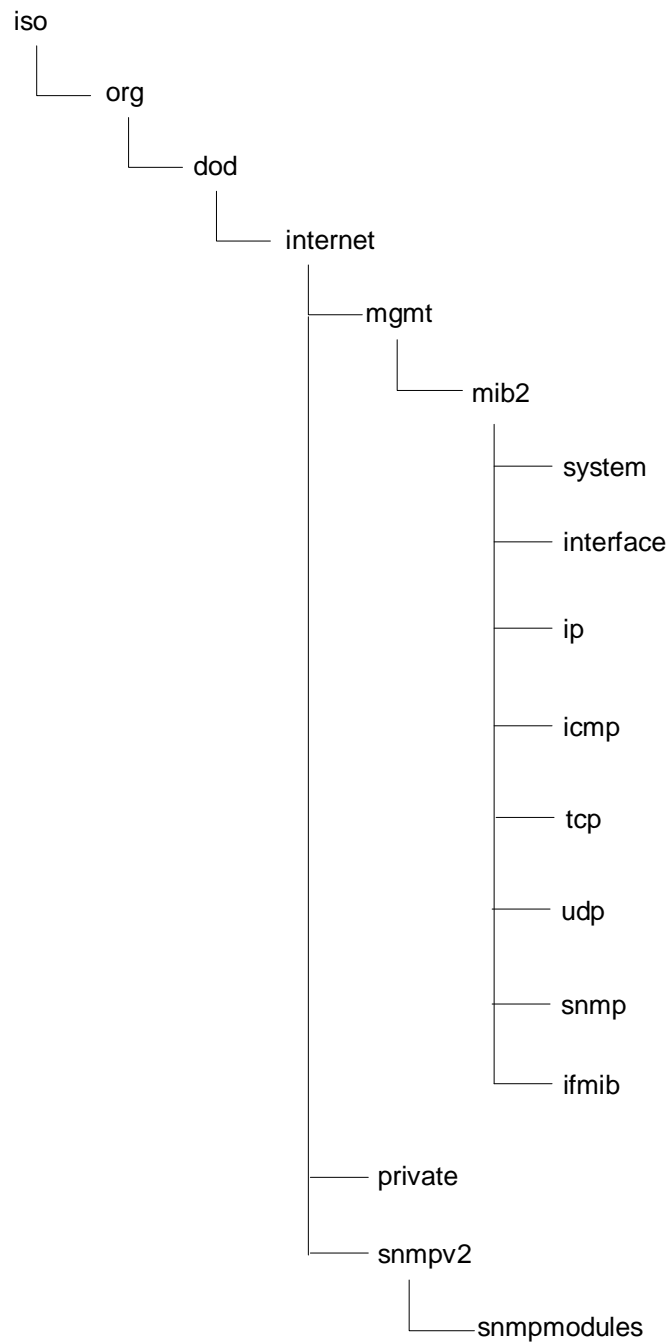 iso
org
dod
internet
mgmt
mib2
system
interface
ip
icmp
tcp
udp
snmp
ifmib
private
snmpv2
snmpmodules